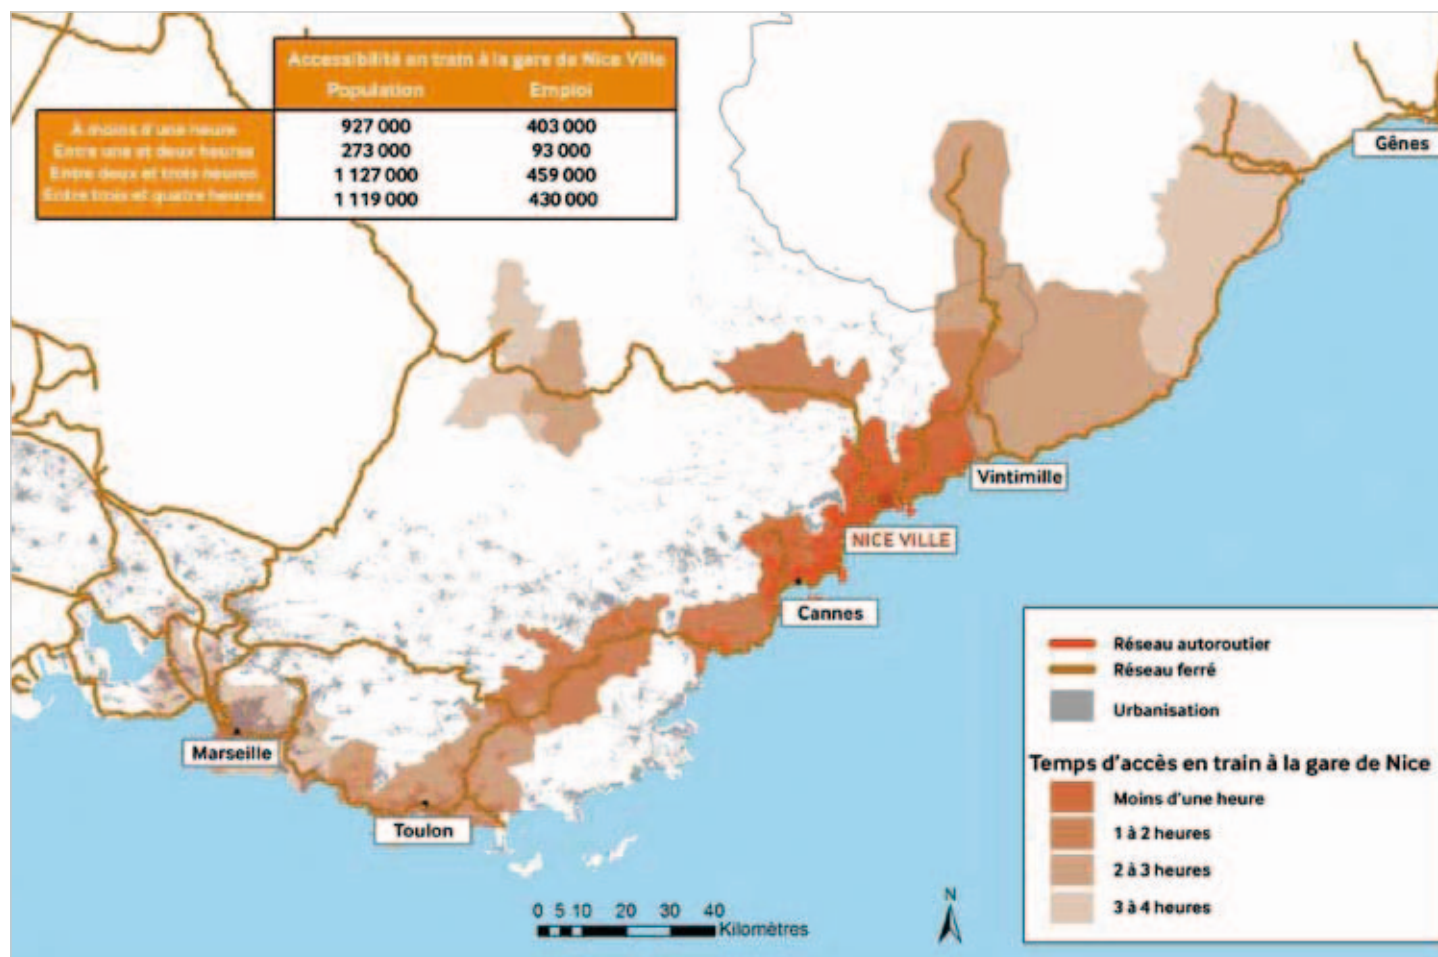 Accessibilité en train à la gare de Nice Ville
Population Emploi
À moins d'une heure 927 000 403 000
Entre une et deux heures 273 000 93 000
Entre deux et trois heures 1 127 000 459 000
Entre trois et quatre heures 1 119 000 430 000
Gênes
Vintimille
NICE VILLE
Cannes
Marseille
Toulon
Réseau autoroutier
Réseau ferré
Urbanisation
Temps d'accès en train à la gare de Nice
Moins d'une heure
1 à 2 heures
2 à 3 heures
3 à 4 heures
N
0 5 10 20 30 40
Kilomètres